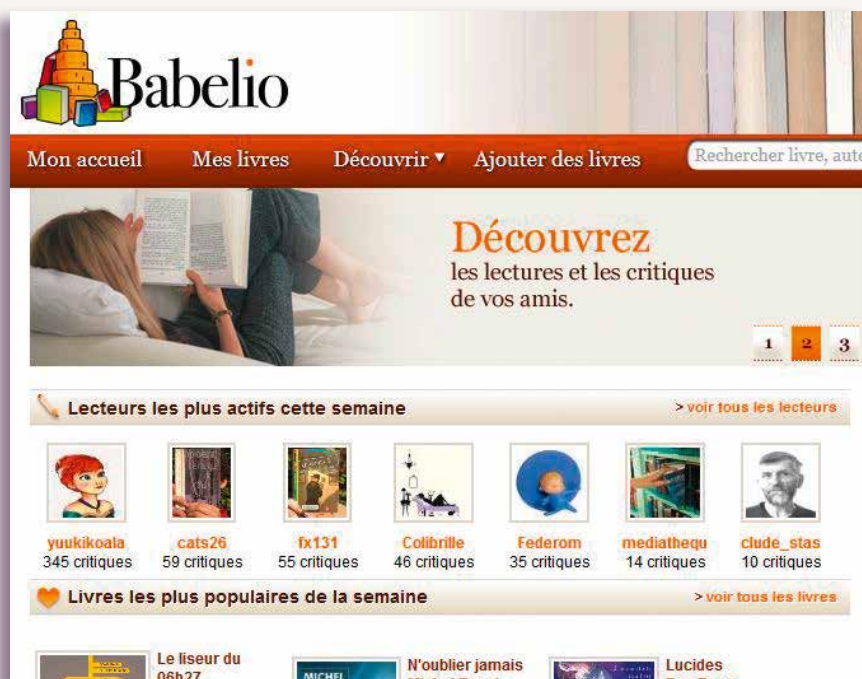 Babelio
Mon accueil Mes livres Découvrir ▼ Ajouter des livres Rechercher livre, aute
Découvrez
les lectures et les critiques
de vos amis.
1 2 3
Lecteurs les plus actifs cette semaine > voir tous les lecteurs
yuukikoala cats26 fx131 Colibrille Federom mediathequ clude_stas
345 critiques 59 critiques 55 critiques 46 critiques 35 critiques 14 critiques 10 critiques
Livres les plus populaires de la semaine > voir tous les livres
Le liseur du N'oublier jamais Lucides
06h27 MICHEL